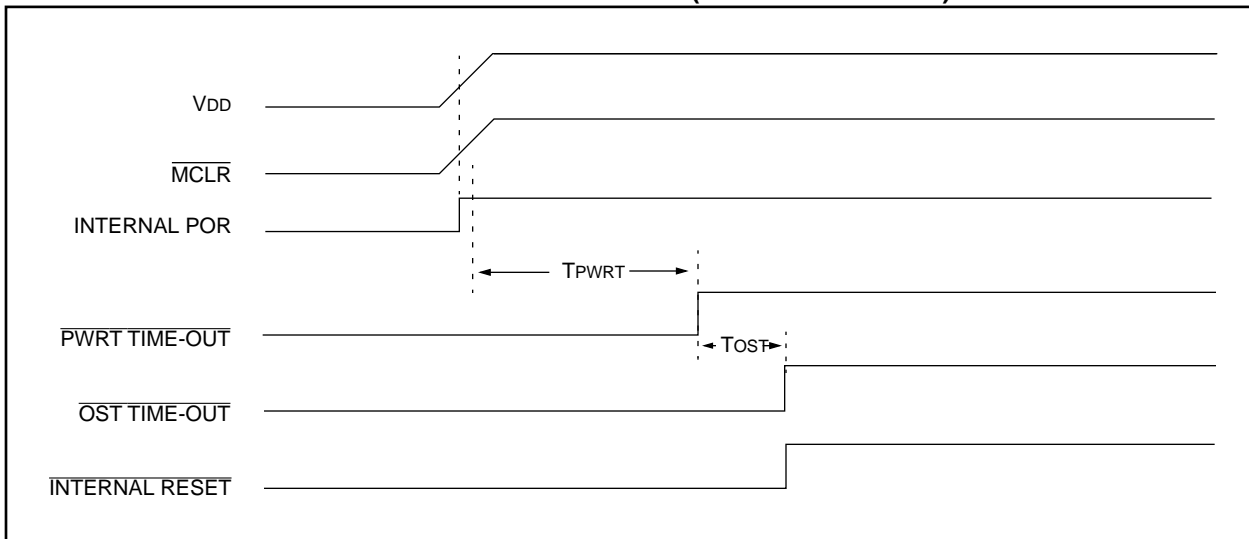 VDD
MCLR
INTERNAL POR
TPWRT
PWRT TIME-OUT
TOST
OST TIME-OUT
INTERNAL RESET